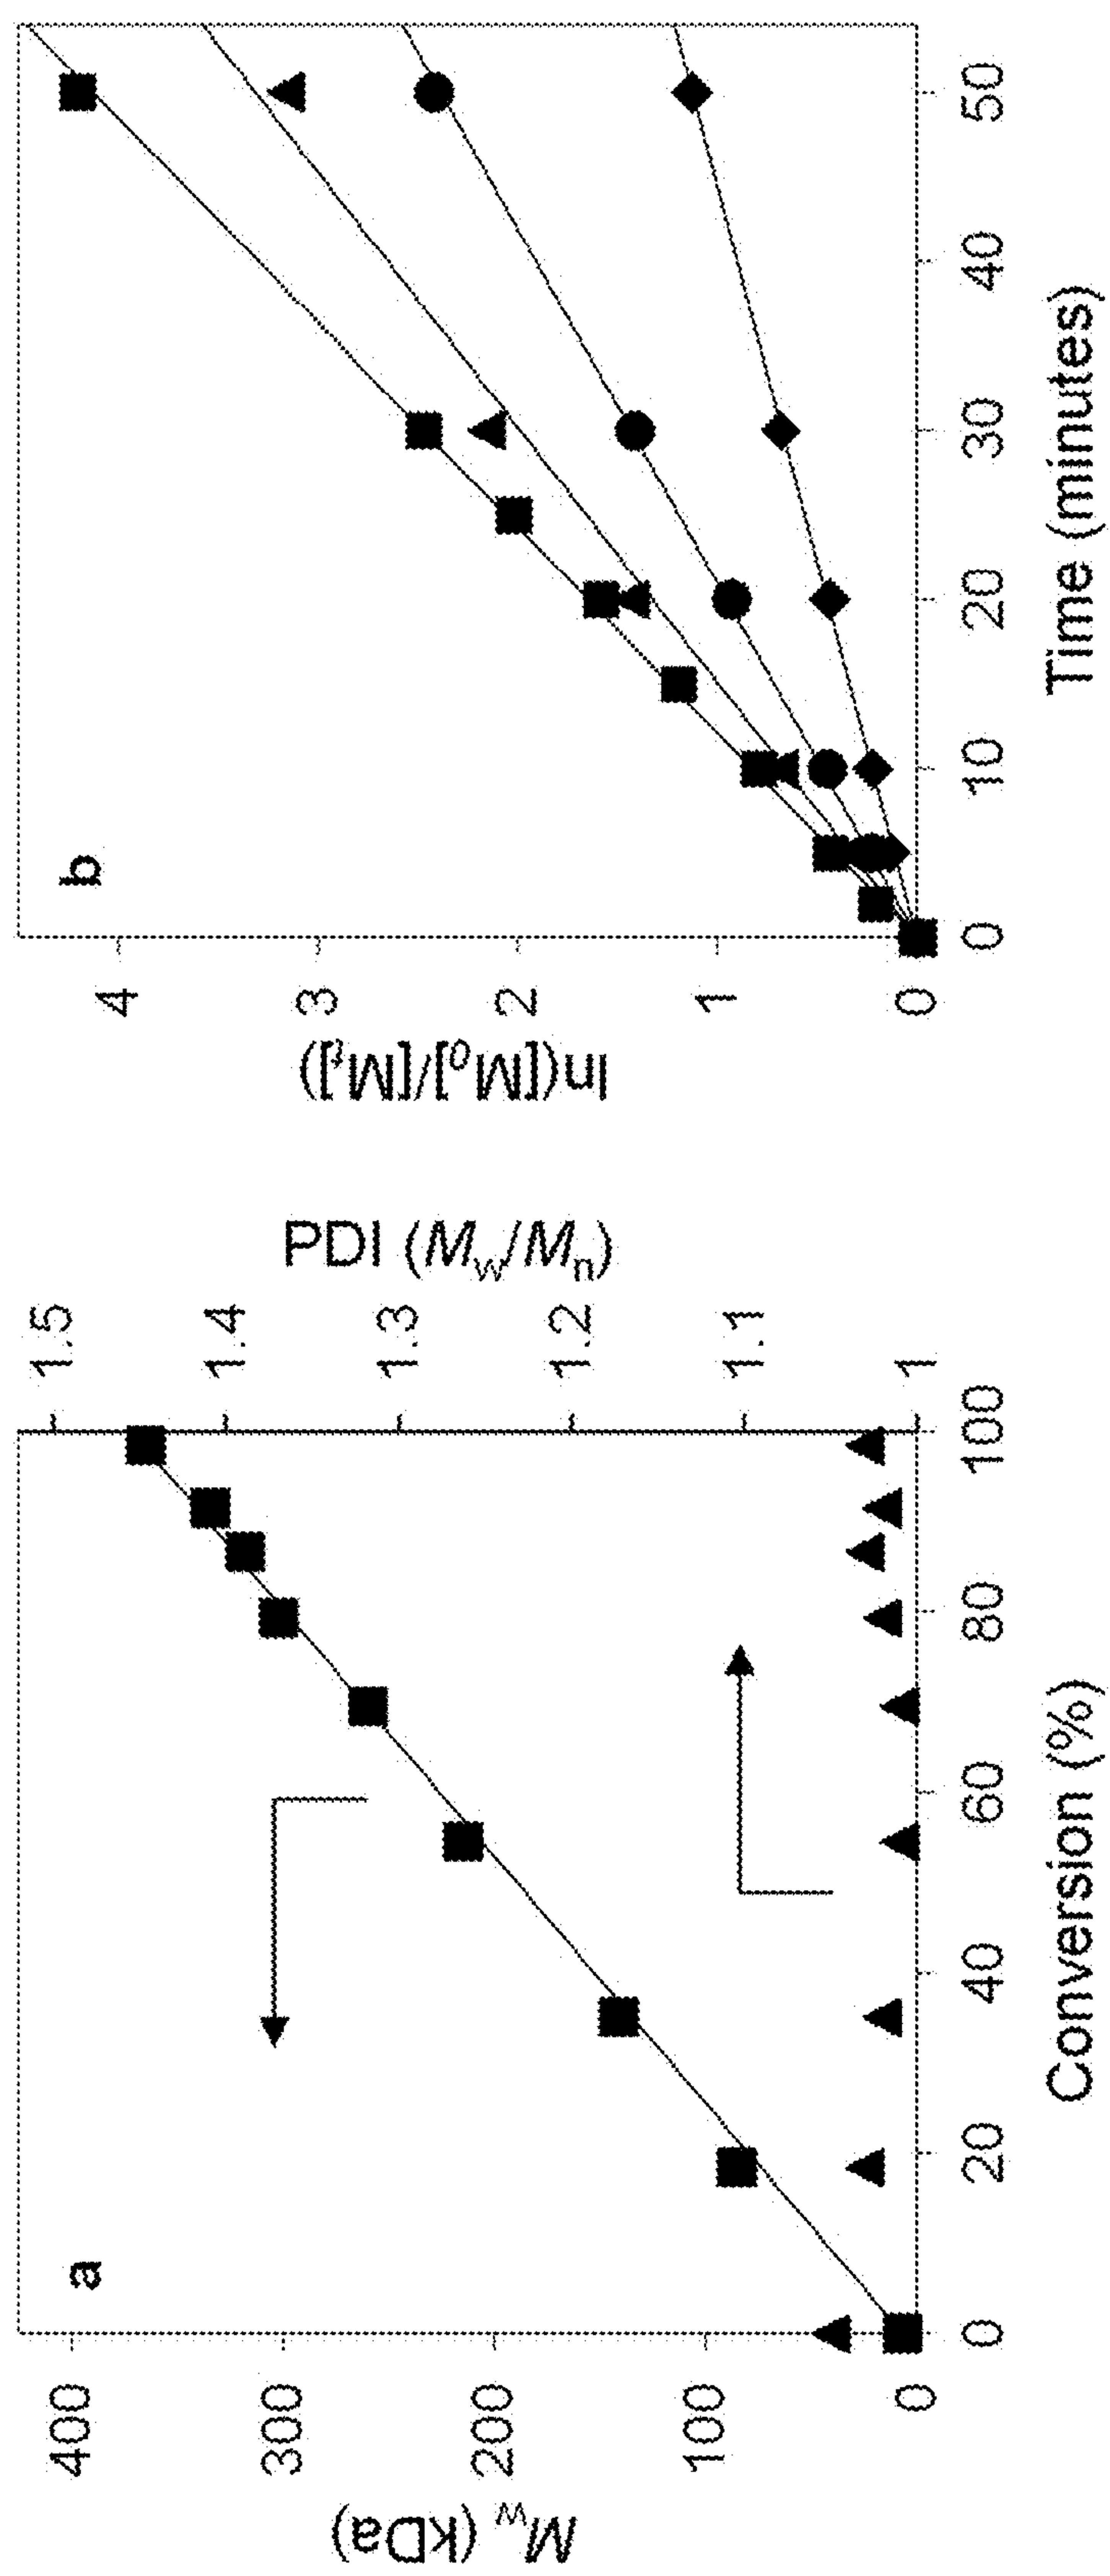 a
M_w (kDa)
400
300
200
100
0
0 20 40 60 80 100
Conversion (%)
1.5
1.4
1.3
1.2
1.1
1
PDI (M_w/M_n)
b
ln([M_0]/[M_t])
4
3
2
1
0
0 10 20 30 40 50
Time (minutes)